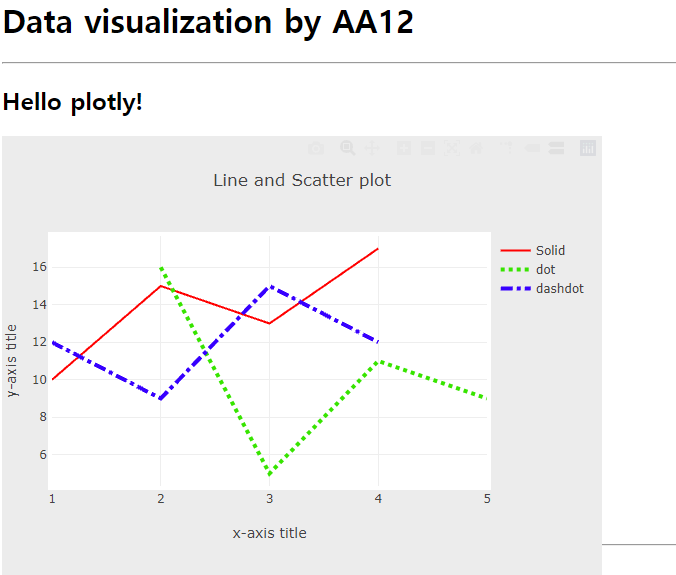 Data visualization by AA12
Hello plotly!
Line and Scatter plot
Solid
dot
dashdot
y-axis title
16
14
12
10
8
6
1 2 3 4 5
x-axis title